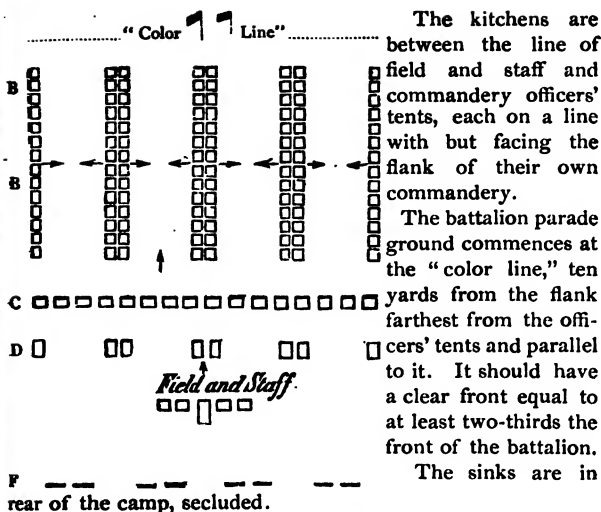 "Color Line"
B
B
C
D
Field and Staff.
F
The kitchens are
between the line of
field and staff and
commandery officers'
tents, each on a line
with but facing the
flank of their own
commandery.
The battalion parade
ground commences at
the "color line," ten
yards from the flank
farthest from the offi-
cers' tents and parallel
to it. It should have
a clear front equal to
at least two-thirds the
front of the battalion.
The sinks are in
rear of the camp, secluded.